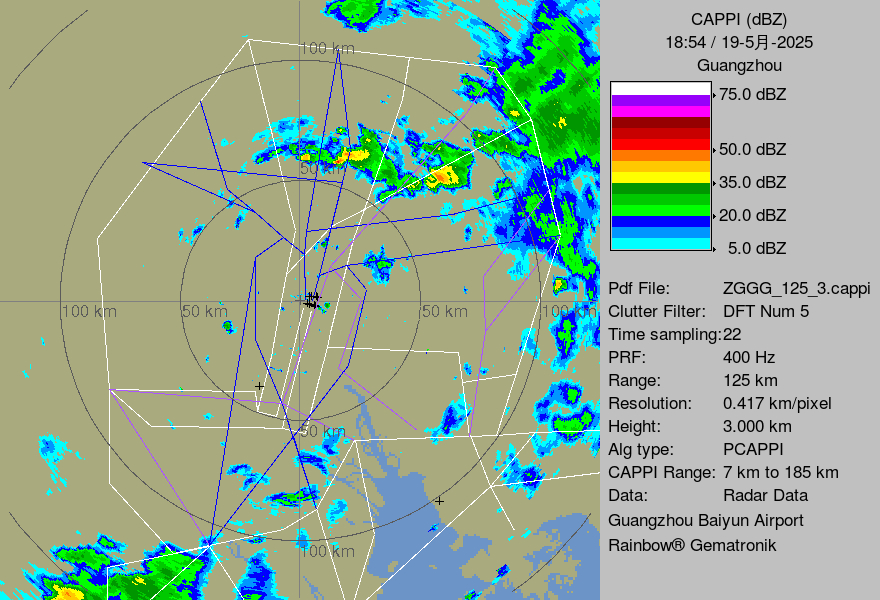 CAPPI (dBZ)
18:54 / 19-5月-2025
Guangzhou
75.0 dBZ
50.0 dBZ
35.0 dBZ
20.0 dBZ
5.0 dBZ
Pdf File: ZGGG_125_3.cappi
Clutter Filter: DFT Num 5
Time sampling:22
PRF: 400 Hz
Range: 125 km
Resolution: 0.417 km/pixel
Height: 3.000 km
Alg type: PCAPPI
CAPPI Range: 7 km to 185 km
Data: Radar Data
Guangzhou Baiyun Airport
Rainbow® Gematronik
100 km
50 km
100 km
50 km
50 km
100 km
50 km
100 km